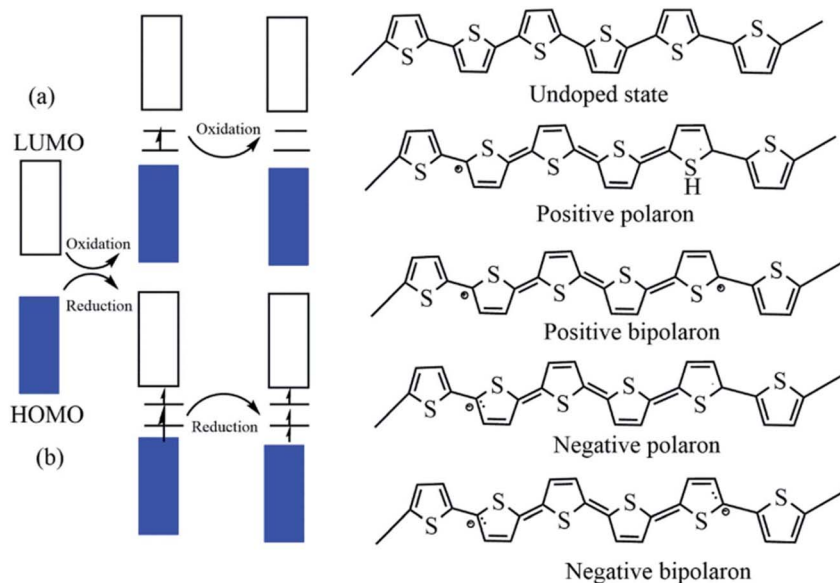 (a)
LUMO
Oxidation
Reduction
HOMO
(b)
Oxidation
Reduction
S S S S S S
Undoped state
S S S S S S
H
Positive polaron
S S S S S S
Positive bipolaron
S S S S S S
Negative polaron
S S S S S S
Negative bipolaron